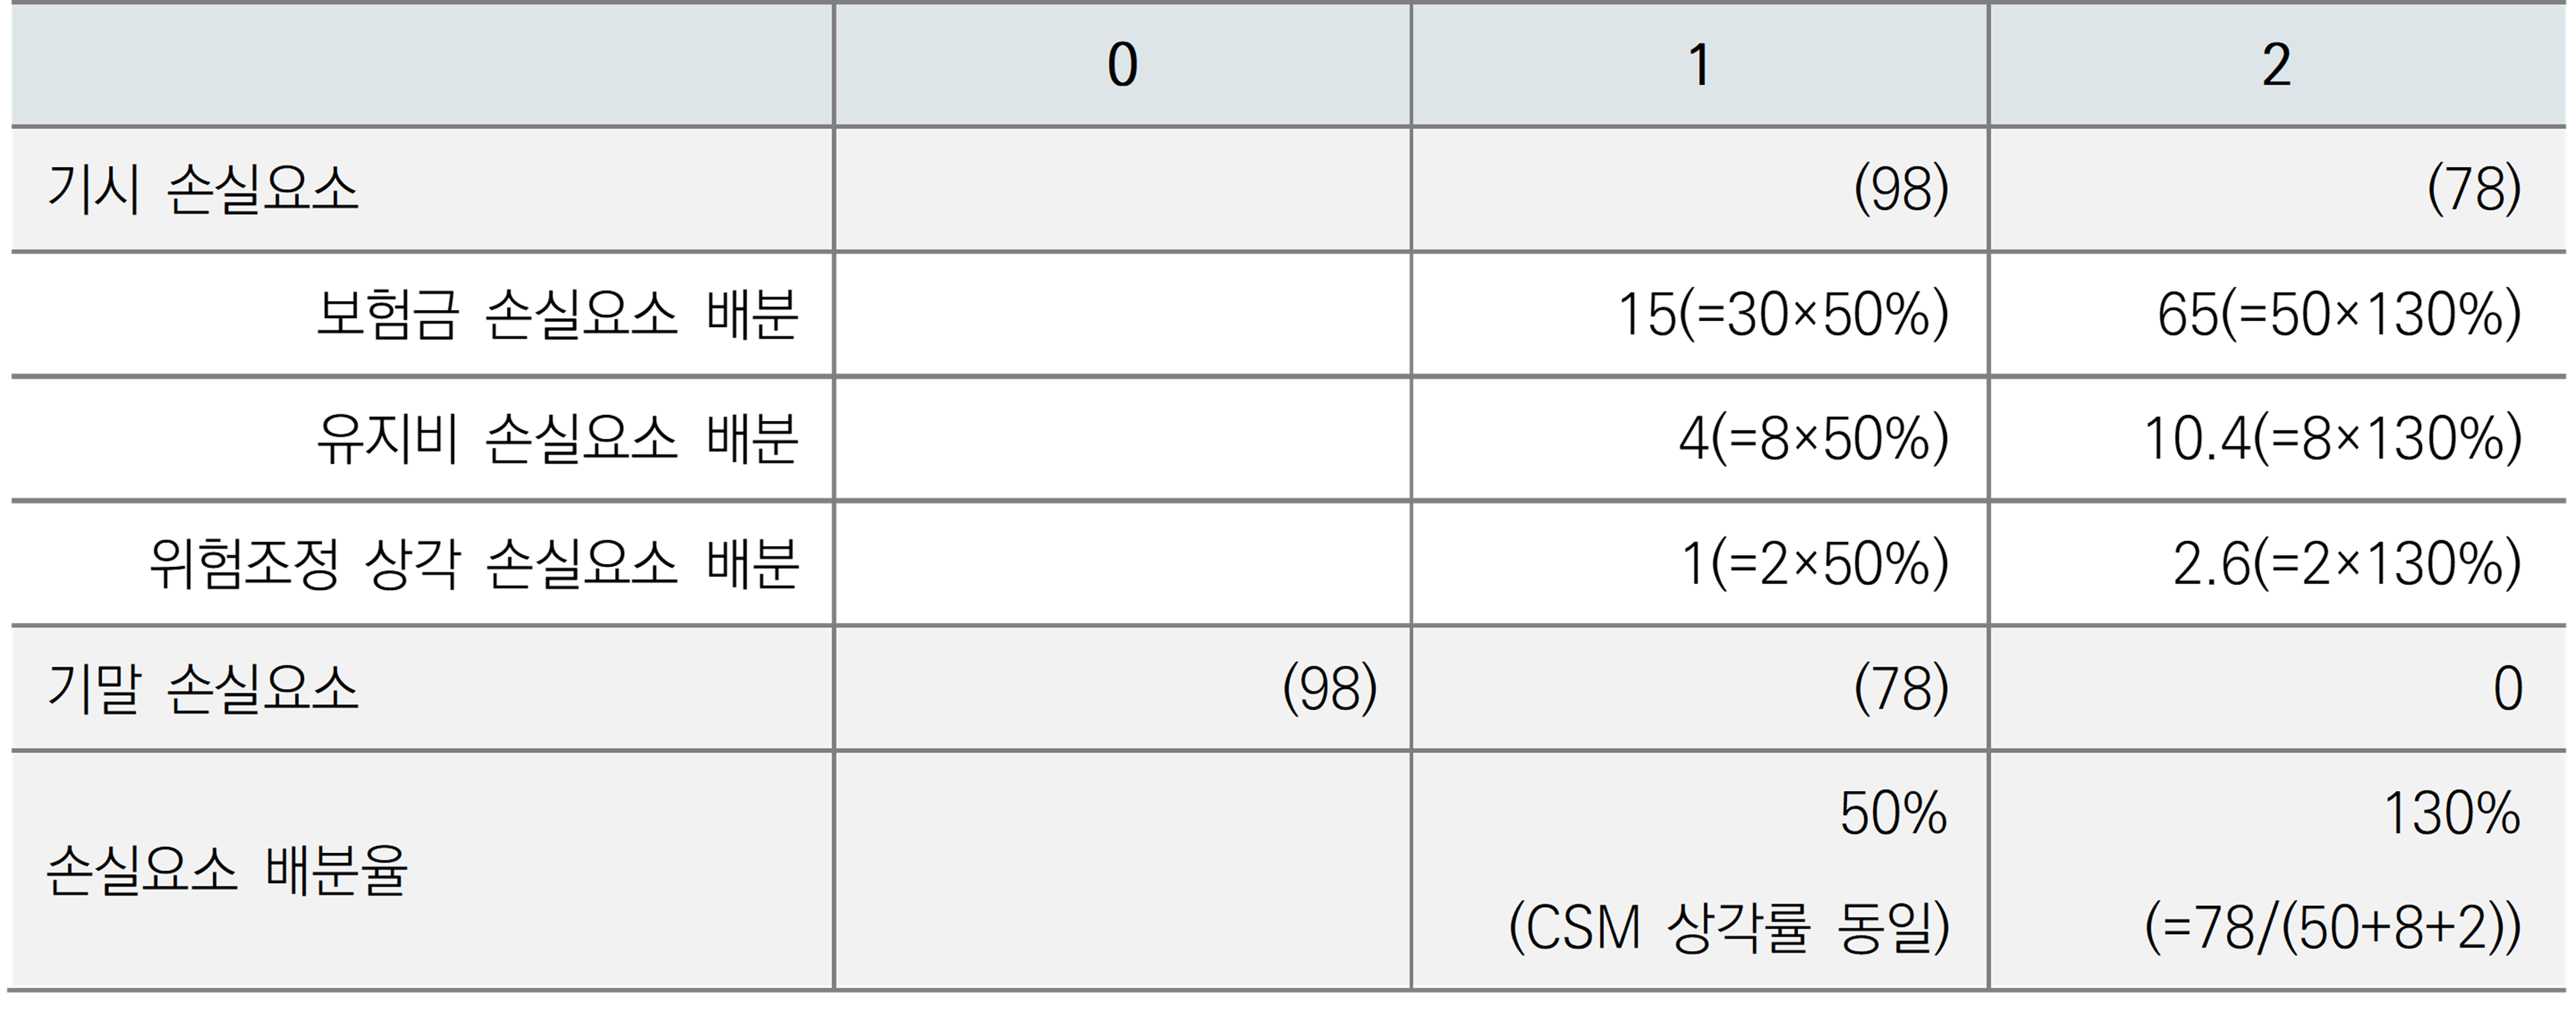 0 1 2
기시 손실요소 (98) (78)
보험금 손실요소 배분 15(=30×50%) 65(=50×130%)
유지비 손실요소 배분 4(=8×50%) 10.4(=8×130%)
위험조정 상각 손실요소 배분 1(=2×50%) 2.6(=2×130%)
기말 손실요소 (98) (78) 0
손실요소 배분율 50% 130%
(CSM 상각률 동일) (=78/(50+8+2))